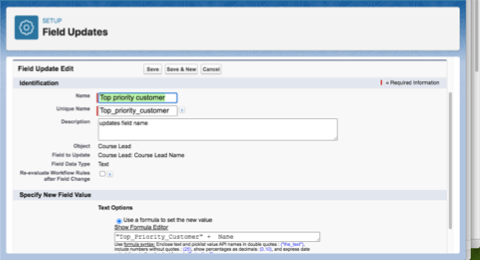 SETUP
Field Updates
Field Update Edit
Save Save & New Cancel
Identification
= Required Information
Name Top priority customer
Unique Name Top_priority_customer i
Description updates field name
Object Course Lead
Field to Update Course Lead: Course Lead Name
Field Data Type Text
Re-evaluate Workflow Rules after Field Change
Specify New Field Value
Text Options
Use a formula to set the new value
Show Formula Editor
"Top_Priority_Customer" + Name
Use formula syntax: Enclose text and picklist value API names in double quotes : ("the_text"),
include numbers without quotes : (25), show percentages as decimals: (0.10), and express date